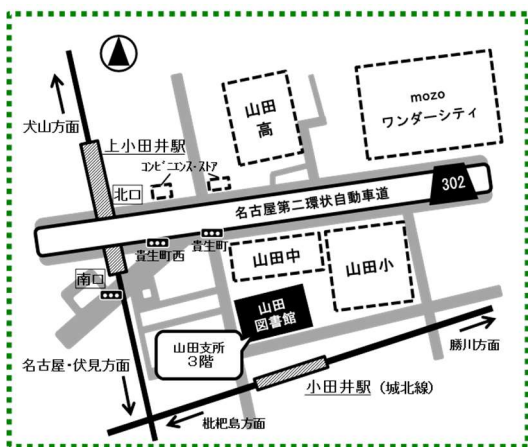 犬山方面
上小田井駅
コンビニエンス・ストア
北口
山田
高
mozo
ワンダーシティ
名古屋第二環状自動車道
302
貴生町西
貴生町
南口
山田中
山田小
山田
図書館
山田支所
3階
名古屋・伏見方面
小田井駅（城北線）
勝川方面
枇杷島方面